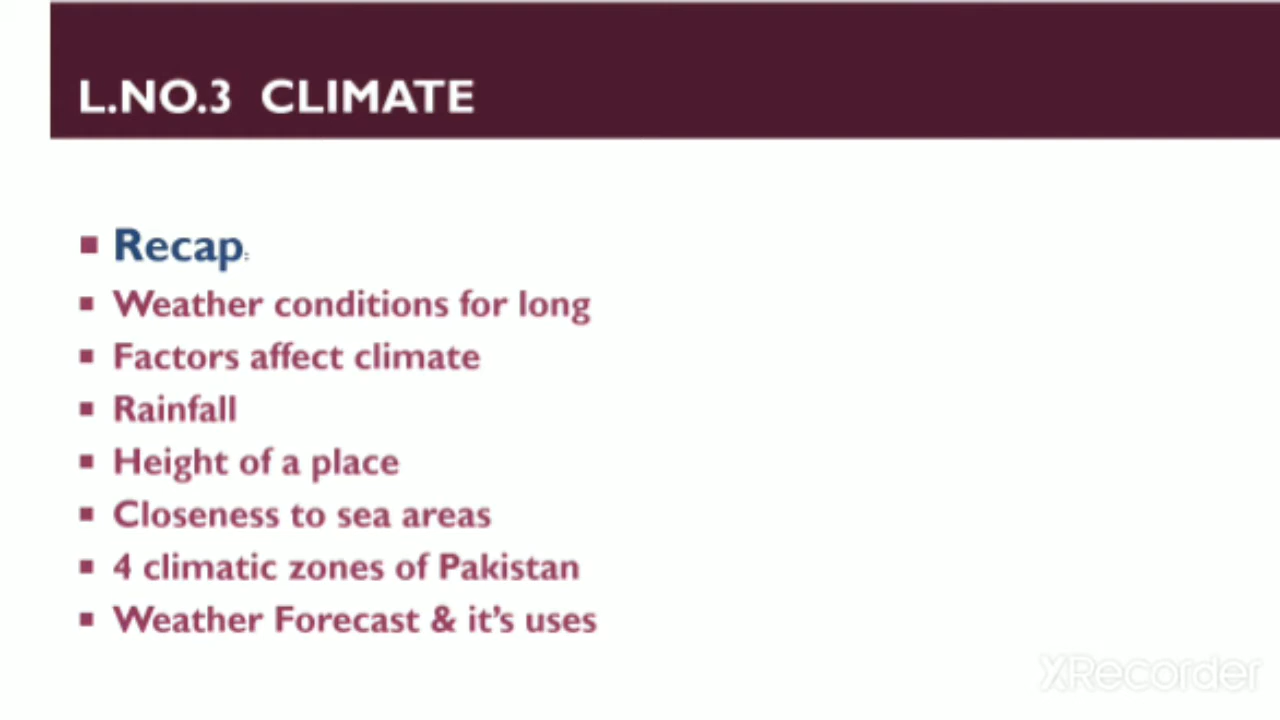 L.NO.3 CLIMATE
Recap:
Weather conditions for long
Factors affect climate
Rainfall
Height of a place
Closeness to sea areas
4 climatic zones of Pakistan
Weather Forecast & it's uses
XRecorder